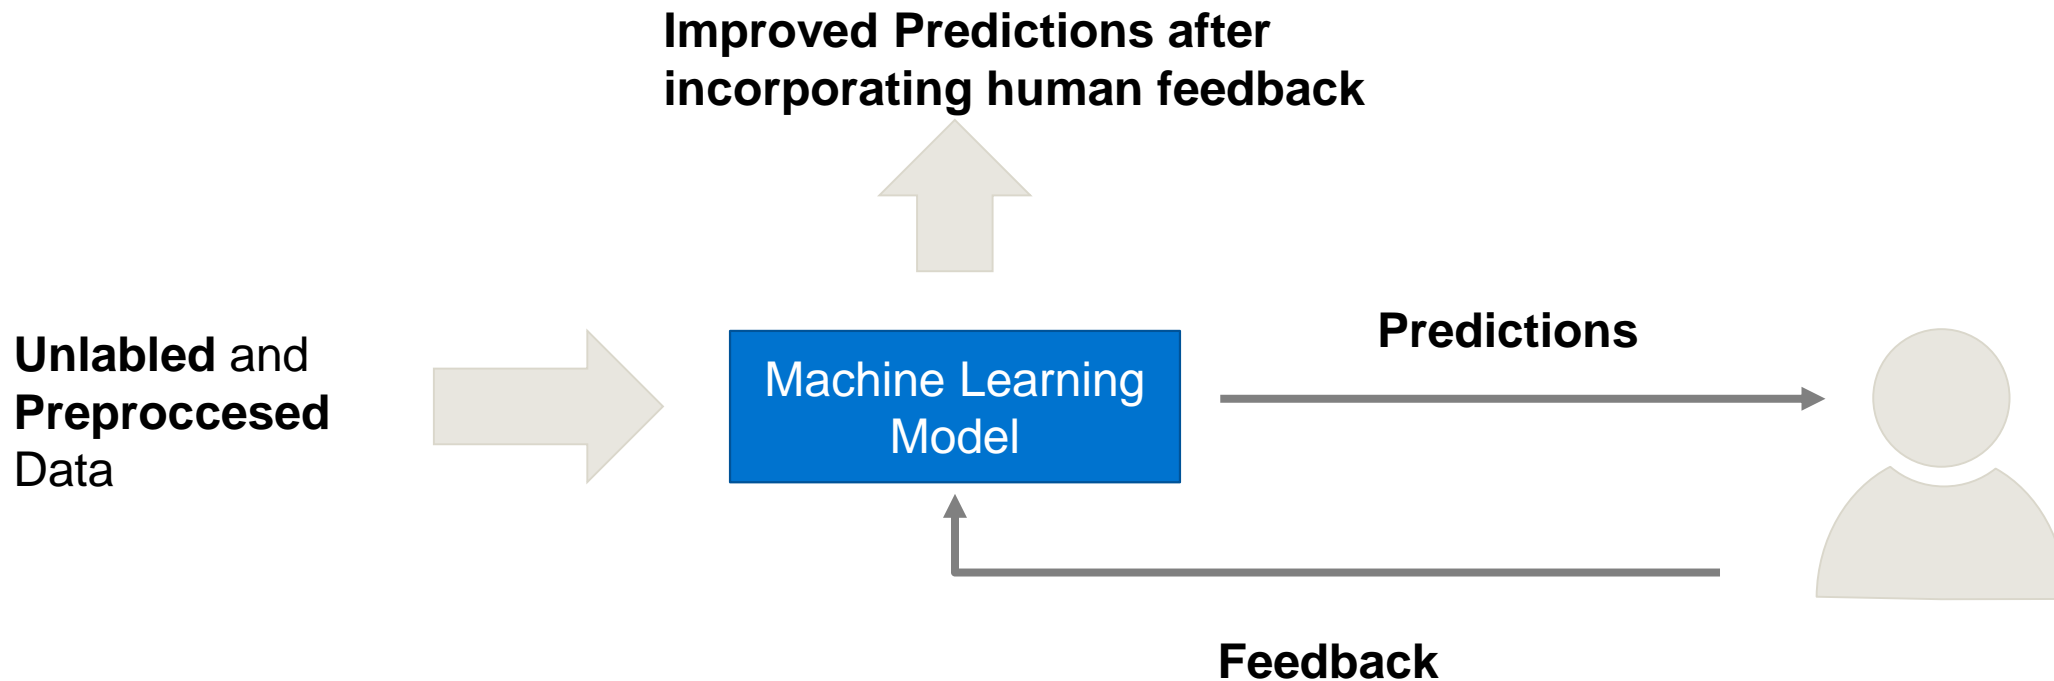 Improved Predictions after
incorporating human feedback
Unlabled and
Preproccesed
Data
Machine Learning
Model
Predictions
Feedback